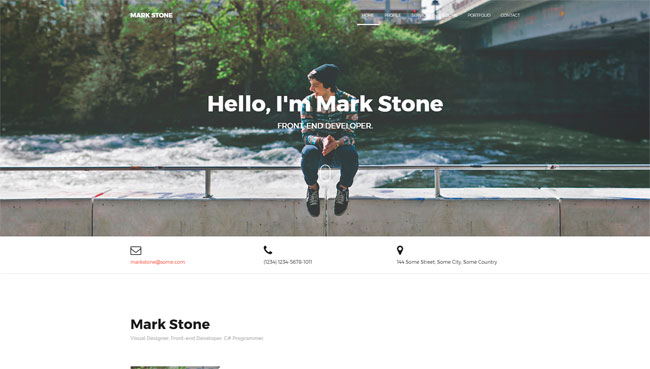 MARK STONE
HOME PROFILE PORTFOLIO CONTACT
Hello, I'm Mark Stone
FRONT-END DEVELOPER.
markstone@some.com (1234) 1234-5678-1011 144 Some Street, Some City, Some Country
Mark Stone
Visual Designer Front-end Developer C# Programmer